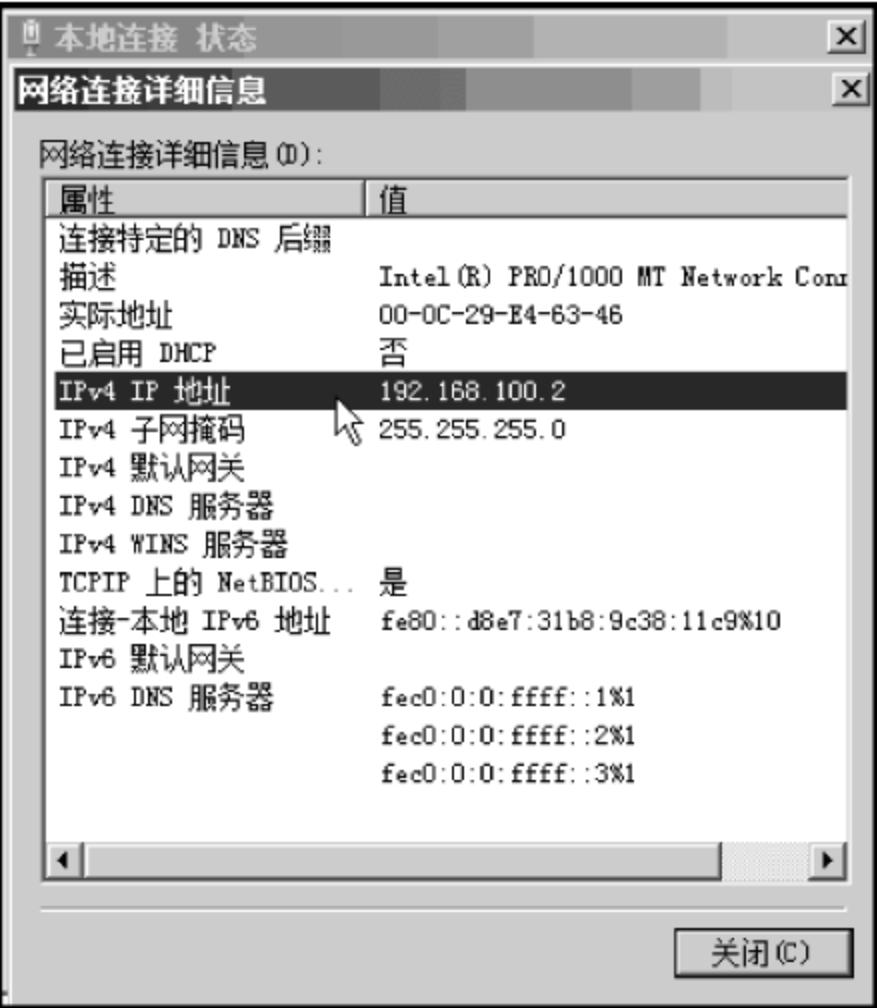 本地连接 状态
网络连接详细信息
网络连接详细信息(D):
属性 值
连接特定的 DNS 后缀
描述 Intel(R) PRO/1000 MT Network Conn
实际地址 00-0C-29-E4-63-46
已启用 DHCP 否
IPv4 IP 地址 192.168.100.2
IPv4 子网掩码 255.255.255.0
IPv4 默认网关
IPv4 DNS 服务器
IPv4 WINS 服务器
TCPIP 上的 NetBIOS... 是
连接-本地 IPv6 地址 fe80::d8e7:31b8:9c38:11c9%10
IPv6 默认网关
IPv6 DNS 服务器 fec0:0:0:ffff::1%1
fec0:0:0:ffff::2%1
fec0:0:0:ffff::3%1
关闭(C)